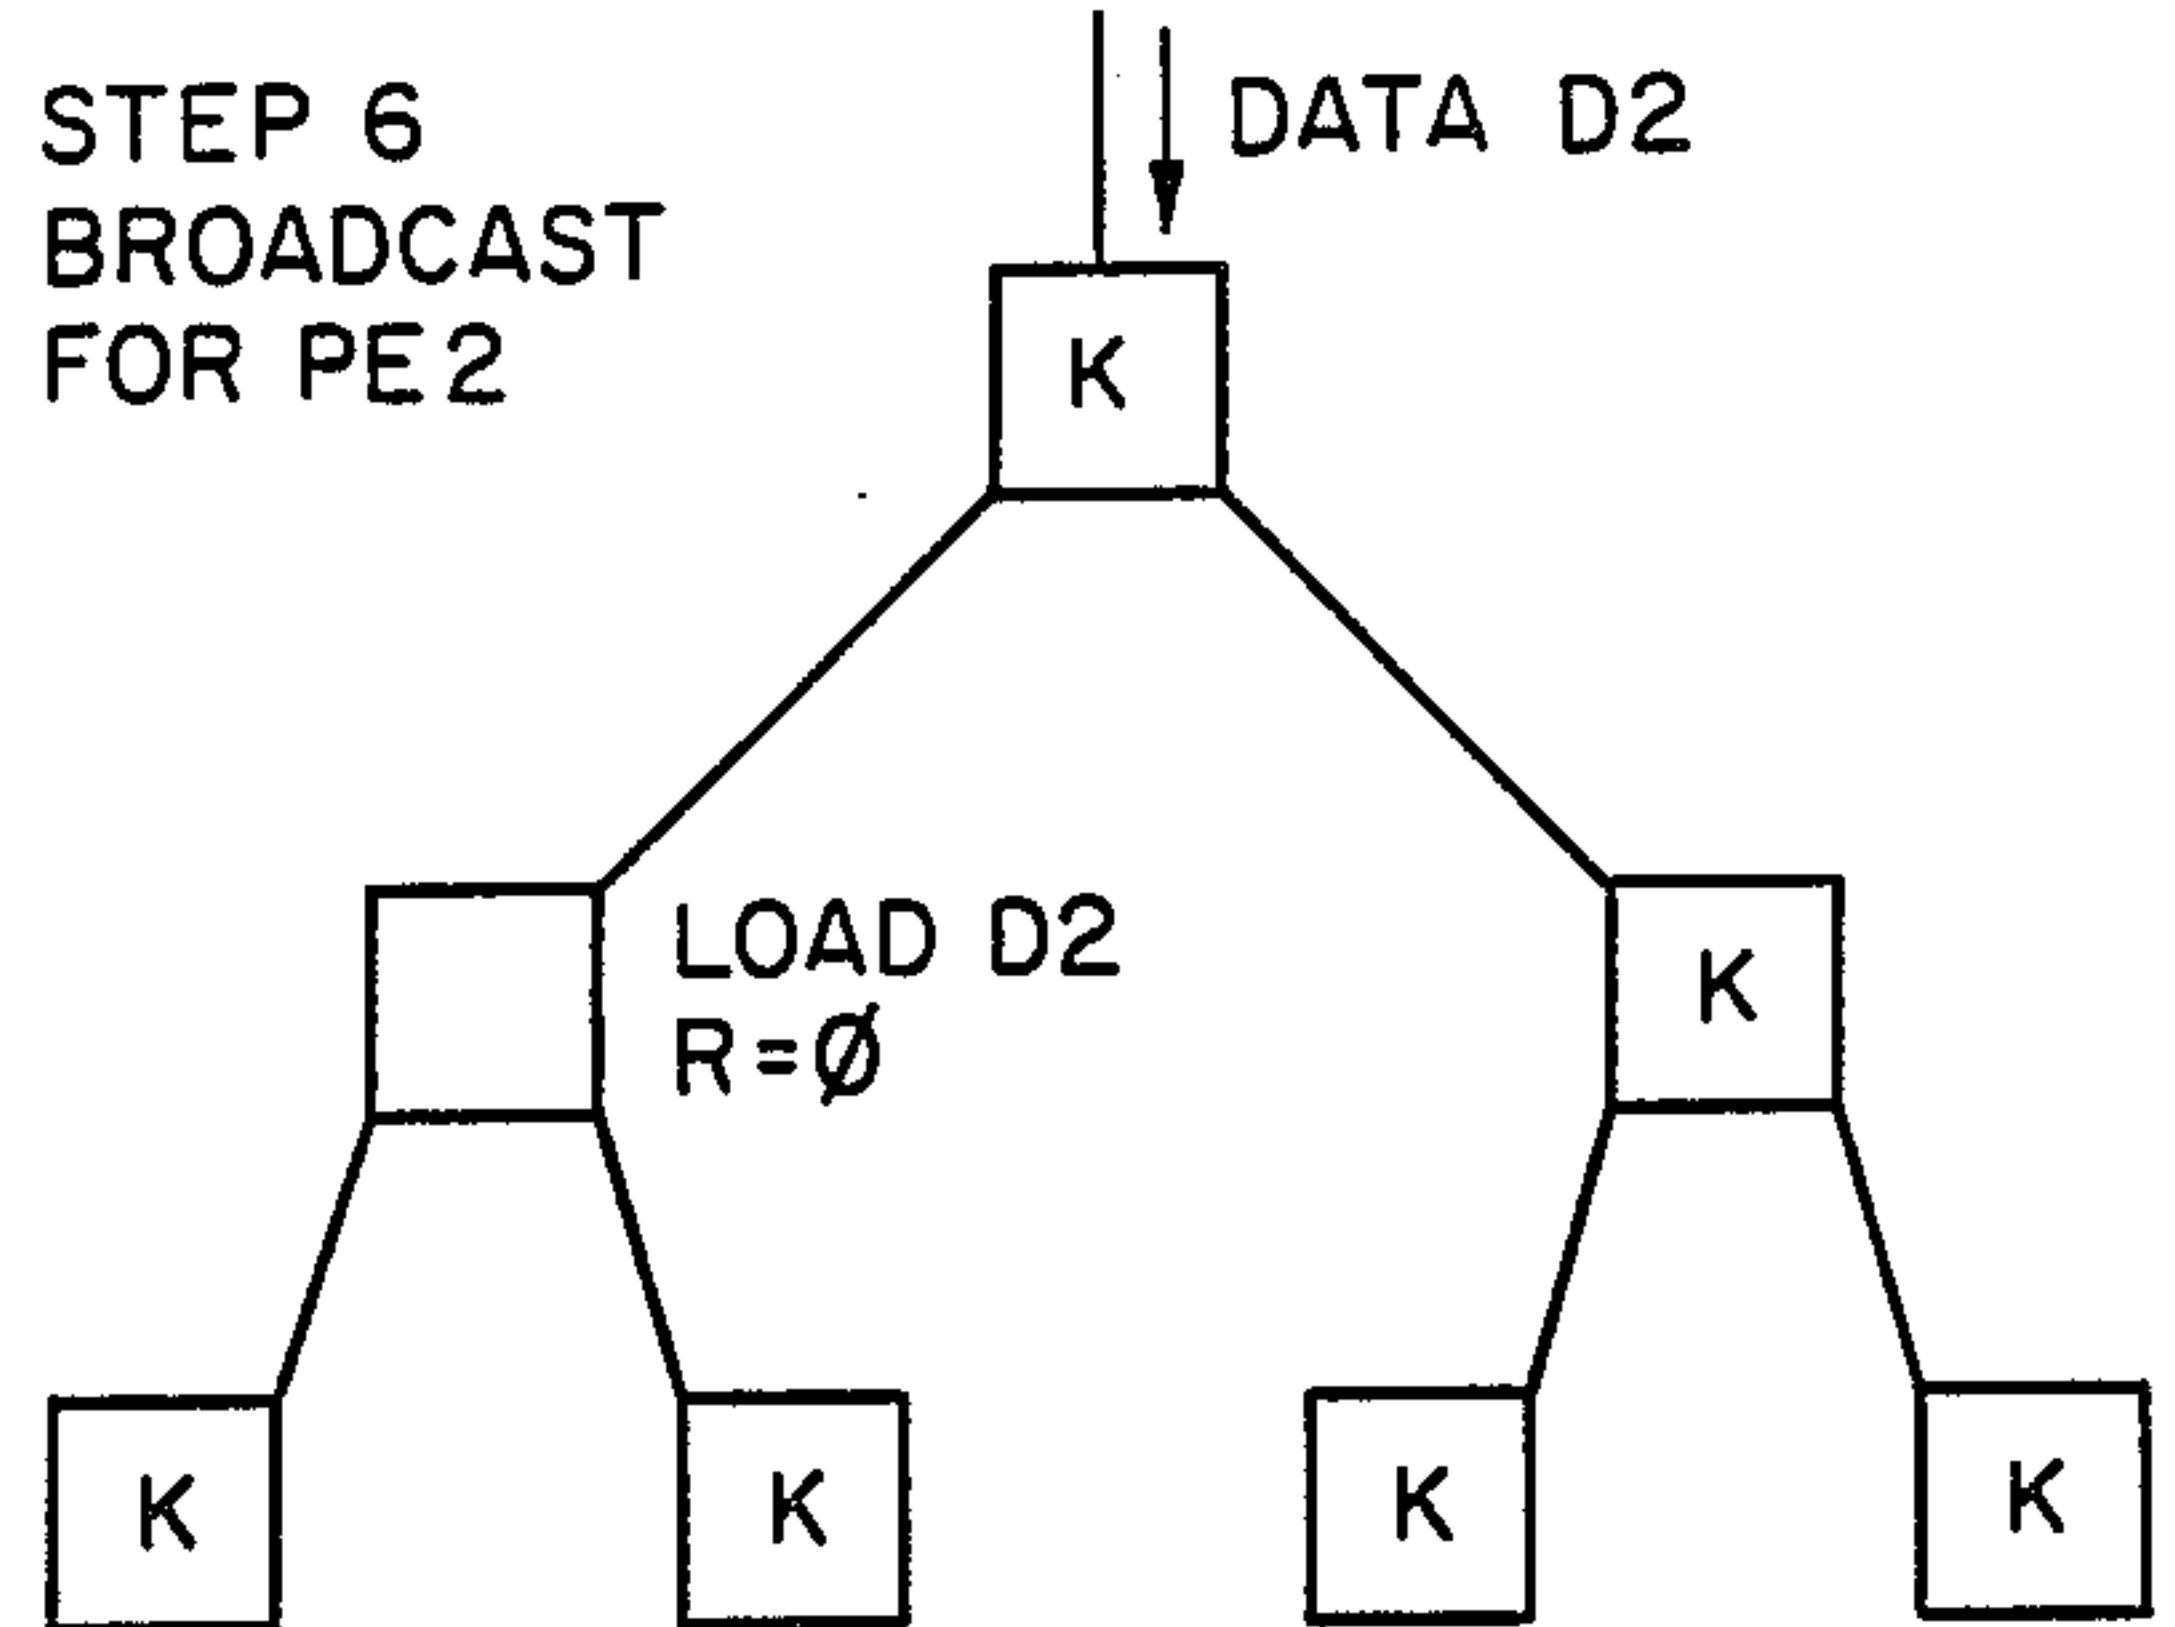 STEP 6
BROADCAST
FOR PE2
DATA D2
K
LOAD D2
R=Ø
K
K
K
K
K